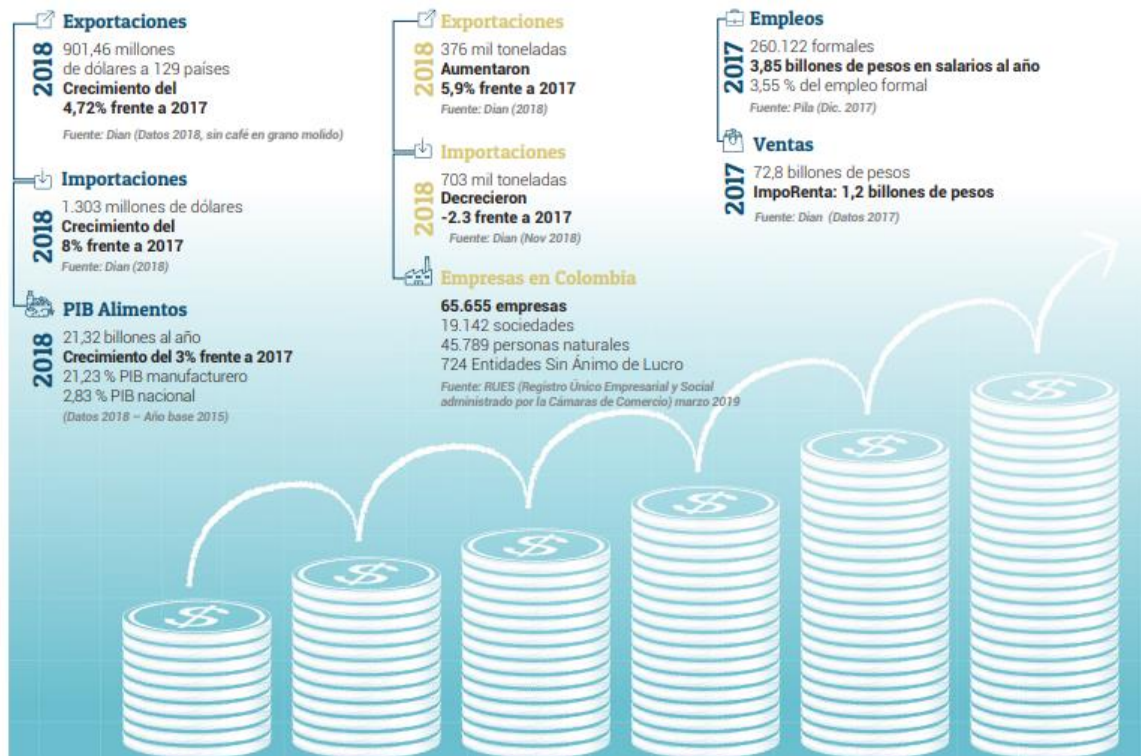 Exportaciones
2018
901,46 millones
de dólares a 129 países
Crecimiento del
4,72% frente a 2017
Fuente: Dian (Datos 2018, sin café en grano molido)
Importaciones
2018
1.303 millones de dólares
Crecimiento del
8% frente a 2017
Fuente: Dian (2018)
PIB Alimentos
2018
21,32 billones al año
Crecimiento del 3% frente a 2017
21,23 % PIB manufacturero
2,83 % PIB nacional
(Datos 2018 – Año base 2015)
Exportaciones
2018
376 mil toneladas
Aumentaron
5,9% frente a 2017
Fuente: Dian (2018)
Importaciones
2018
703 mil toneladas
Decrecieron
-2.3 frente a 2017
Fuente: Dian (Nov 2018)
Empresas en Colombia
65.655 empresas
19.142 sociedades
45.789 personas naturales
724 Entidades Sin Ánimo de Lucro
Fuente: RUES (Registro Único Empresarial y Social
administrado por la Cámaras de Comercio) marzo 2019
Empleos
2017
260.122 formales
3,85 billones de pesos en salarios al año
3,55 % del empleo formal
Fuente: Pila (Dic. 2017)
Ventas
2017
72,8 billones de pesos
ImpoRenta: 1,2 billones de pesos
Fuente: Dian (Datos 2017)
$
$
$
$
$
$